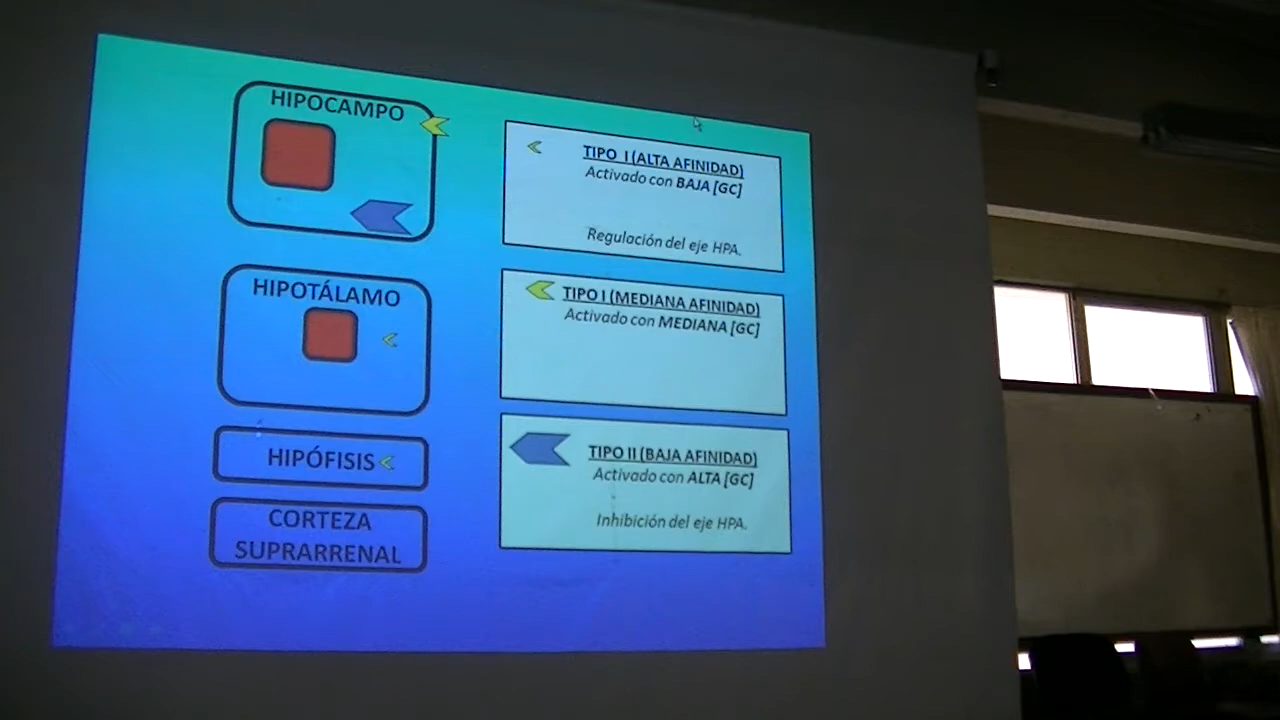 HIPOCAMPO
HIPOTÁLAMO
HIPÓFISIS
CORTEZA
SUPRARRENAL
TIPO I (ALTA AFINIDAD)
Activado con BAJA [GC]
Regulación del eje HPA.
TIPO I (MEDIANA AFINIDAD)
Activado con MEDIANA [GC]
TIPO II (BAJA AFINIDAD)
Activado con ALTA [GC]
Inhibición del eje HPA.